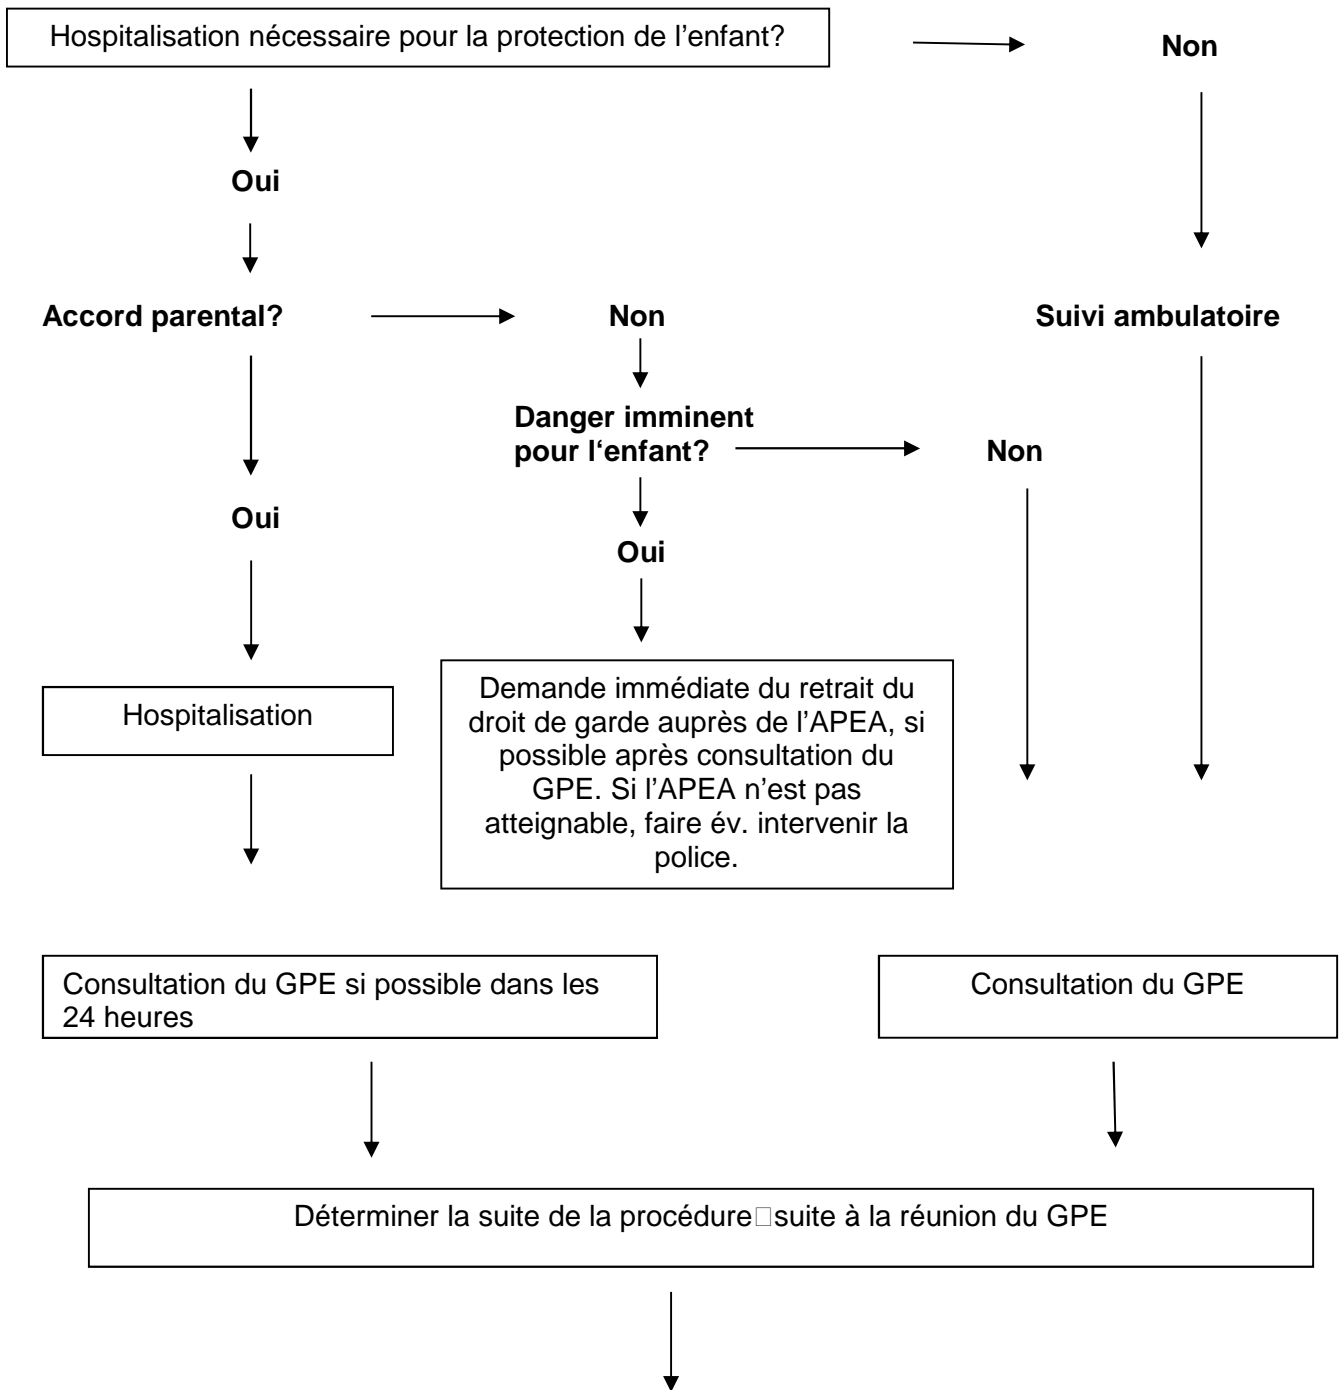 Hospitalisation nécessaire pour la protection de l’enfant?
Non
Oui
Accord parental?
Non
Suivi ambulatoire
Danger imminent
pour l‘enfant?
Non
Oui
Oui
Hospitalisation
Demande immédiate du retrait du
droit de garde auprès de l’APEA, si
possible après consultation du
GPE. Si l’APEA n’est pas
atteignable, faire év. intervenir la
police.
Consultation du GPE si possible dans les
24 heures
Consultation du GPE
Déterminer la suite de la procédure□suite à la réunion du GPE